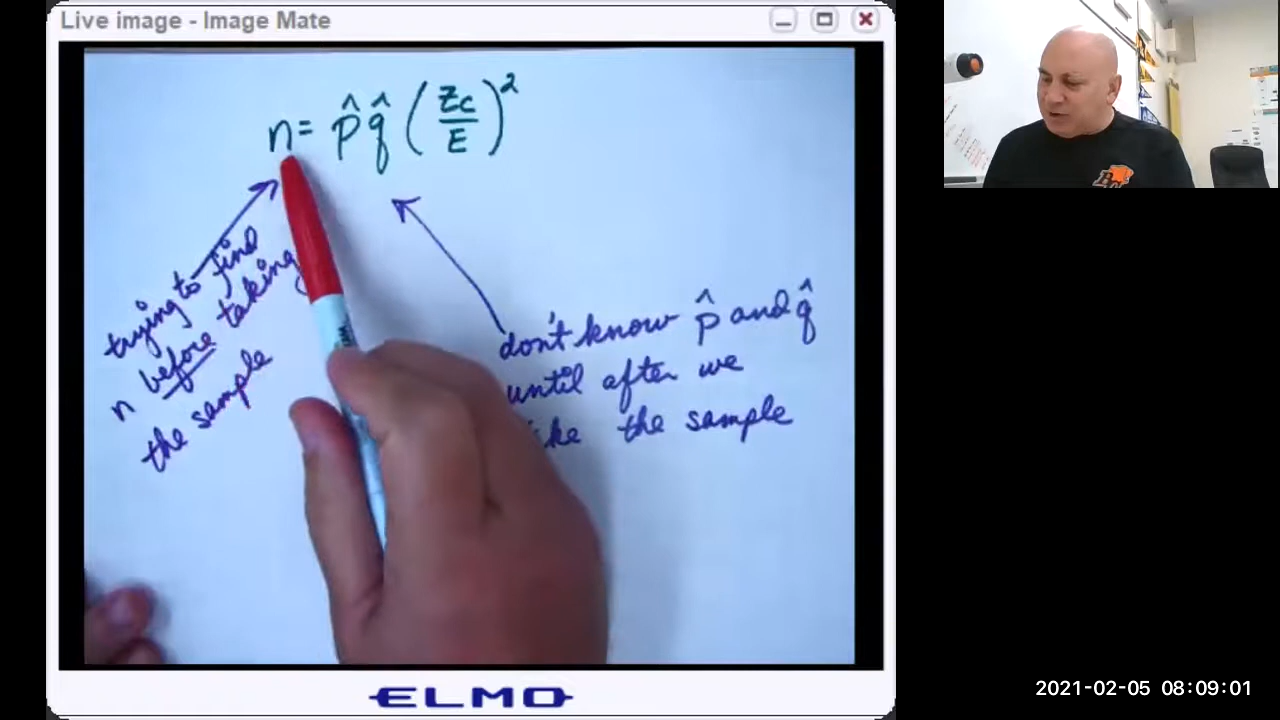 Live image - Image Mate
n = p̂ q̂ (Zc/E)²
trying to find
n before taking
the sample
don't know p̂ and q̂
until after we
the sample
ELMO
2021-02-05 08:09:01